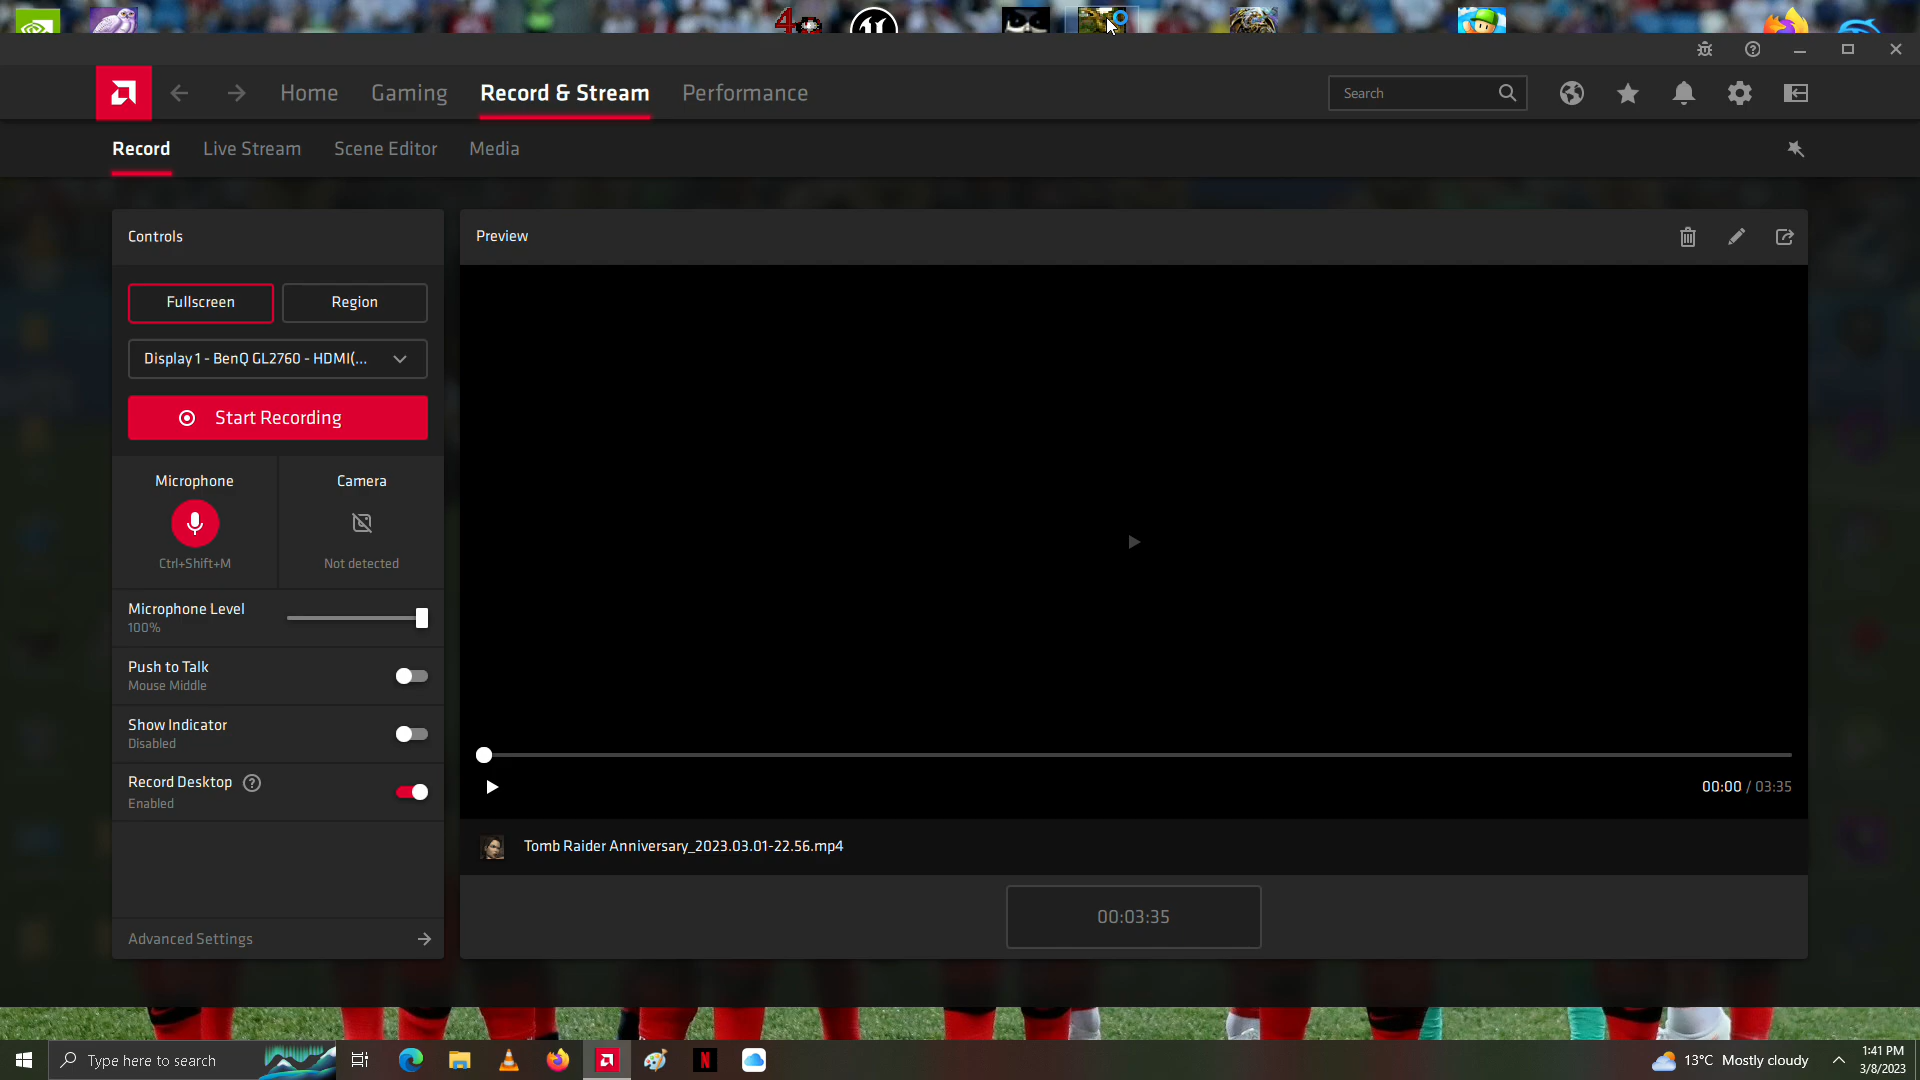 Home
Gaming
Record & Stream
Performance
Search
Record
Live Stream
Scene Editor
Media
Controls
Preview
Fullscreen
Region
Display 1 - BenQ GL2760 - HDMI(...
Start Recording
Microphone
Camera
Ctrl+Shift+M
Not detected
Microphone Level
100%
Push to Talk
Mouse Middle
Show Indicator
Disabled
Record Desktop
Enabled
Advanced Settings
00:00 / 03:35
Tomb Raider Anniversary_2023.03.01-22.56.mp4
00:03:35
Type here to search
13°C Mostly cloudy
1:41 PM
3/8/2023